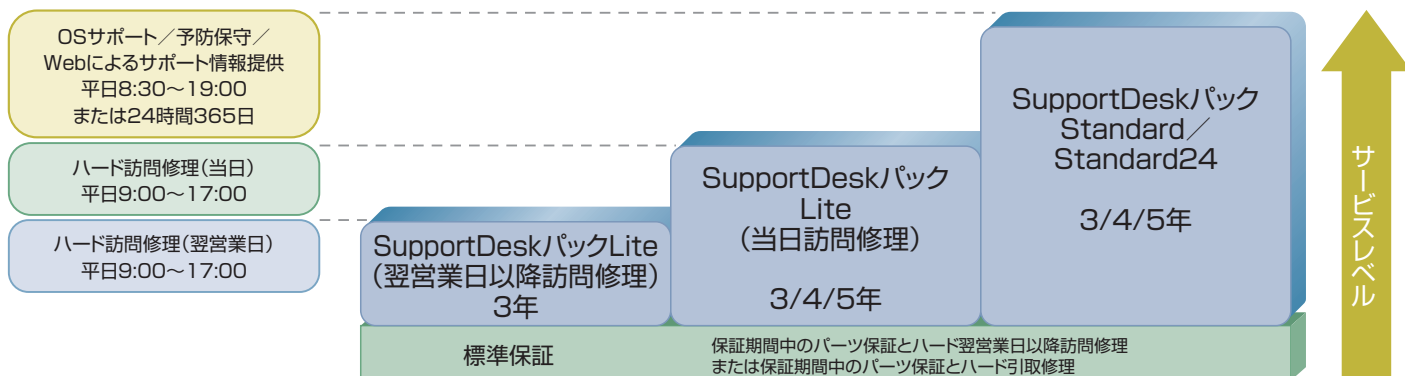 OSサポート／予防保守／
Webによるサポート情報提供
平日8:30～19:00
または24時間365日
ハード訪問修理（当日）
平日9:00～17:00
ハード訪問修理（翌営業日）
平日9:00～17:00
SupportDeskパックLite
（翌営業日以降訪問修理）
3年
SupportDeskパック
Lite
（当日訪問修理）
3/4/5年
SupportDeskパック
Standard／
Standard24
3/4/5年
サービスレベル
標準保証
保証期間中のパーツ保証とハード翌営業日以降訪問修理
または保証期間中のパーツ保証とハード引取修理